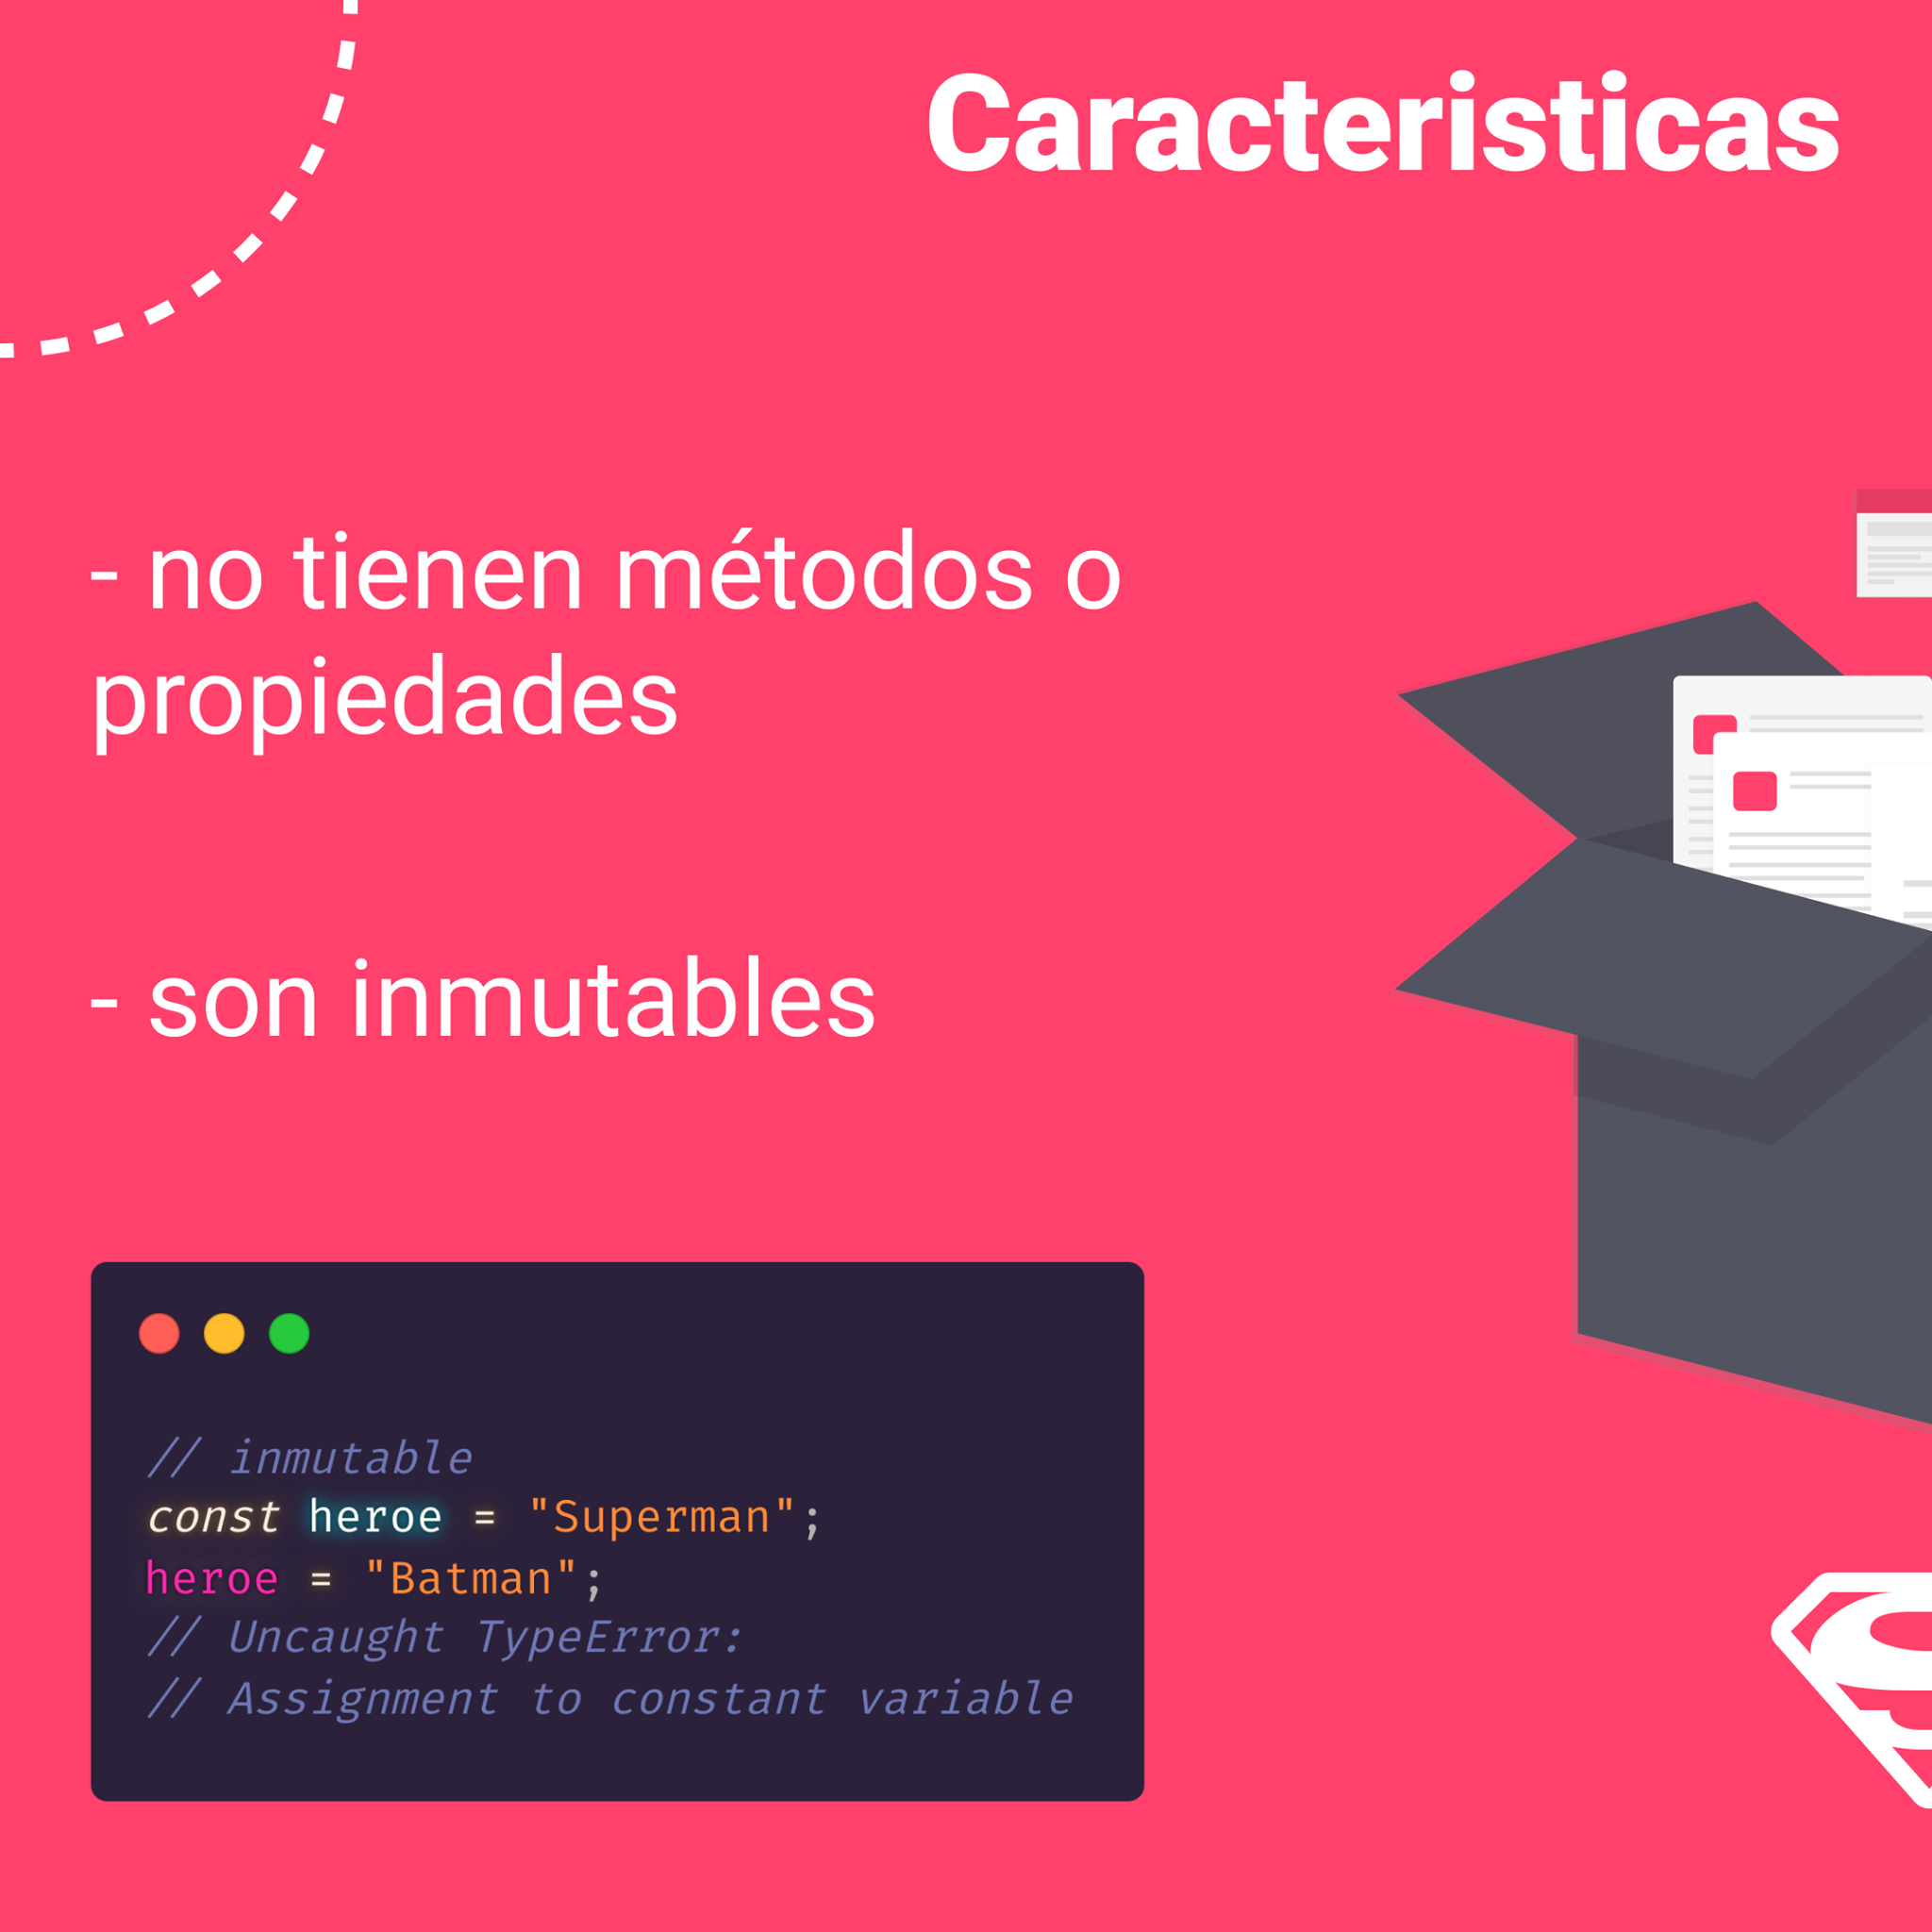 Caracteristicas
- no tienen métodos o
propiedades
- son inmutables
// inmutable
const heroe = "Superman";
heroe = "Batman";
// Uncaught TypeError:
// Assignment to constant variable